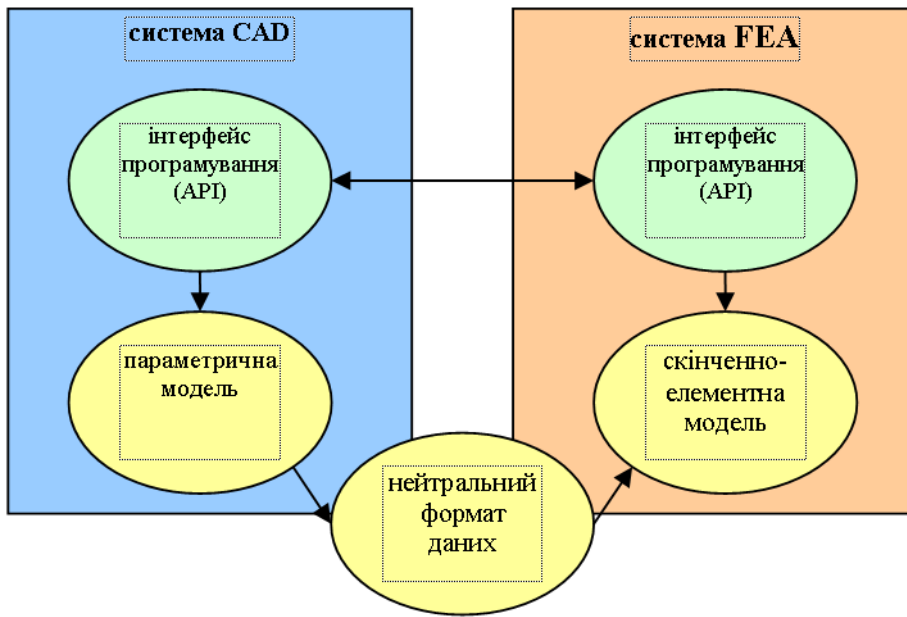 система CAD
система FEA
інтерфейс
програмування
(API)
інтерфейс
програмування
(API)
параметрична
модель
скінченно-
елементна
модель
нейтральний
формат
даних